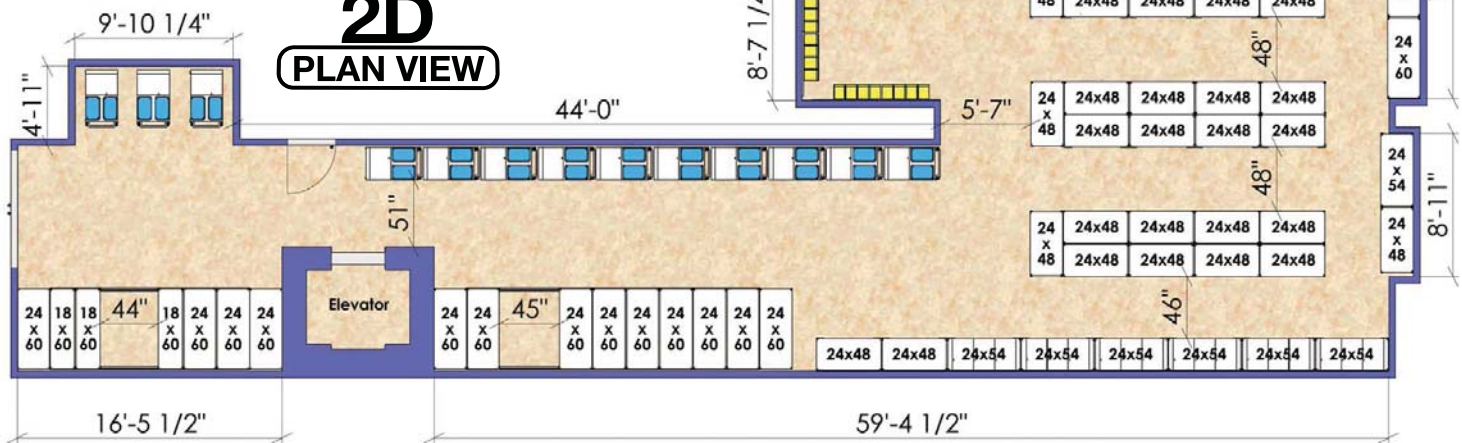 2D
PLAN VIEW
9'-10 1/4"
4'-11"
44'-0"
8'-7 1/4
5'-7"
48 24x48 24x48 24x48 24x48
48"
24 x 60
24 x 48
24x48 24x48 24x48 24x48
24x48 24x48 24x48 24x48
48"
24 x 54
24 x 48
8'-11"
24 x 48
24x48 24x48 24x48 24x48
24x48 24x48 24x48 24x48
51"
46"
Elevator
24 x 60
18 x 60
18 x 60
44"
18 x 60
24 x 60
24 x 60
24 x 60
24 x 60
24 x 60
45"
24 x 60
24 x 60
24 x 60
24 x 60
24 x 60
24 x 60
24 x 60
24x48 24x48 24x54 24x54 24x54 24x54 24x54 24x54
16'-5 1/2"
59'-4 1/2"